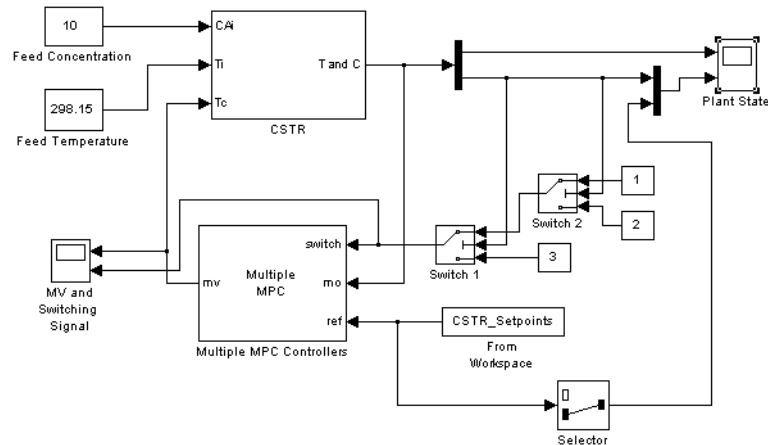 10
Feed Concentration
298.15
Feed Temperature
CAi
Ti
Tc
T and C
CSTR
Plant State
1
2
Switch 2
Switch 1
3
MV and
Switching
Signal
mv
Multiple
MPC
switch
mo
ref
Multiple MPC Controllers
CSTR_Setpoints
From
Workspace
Selector